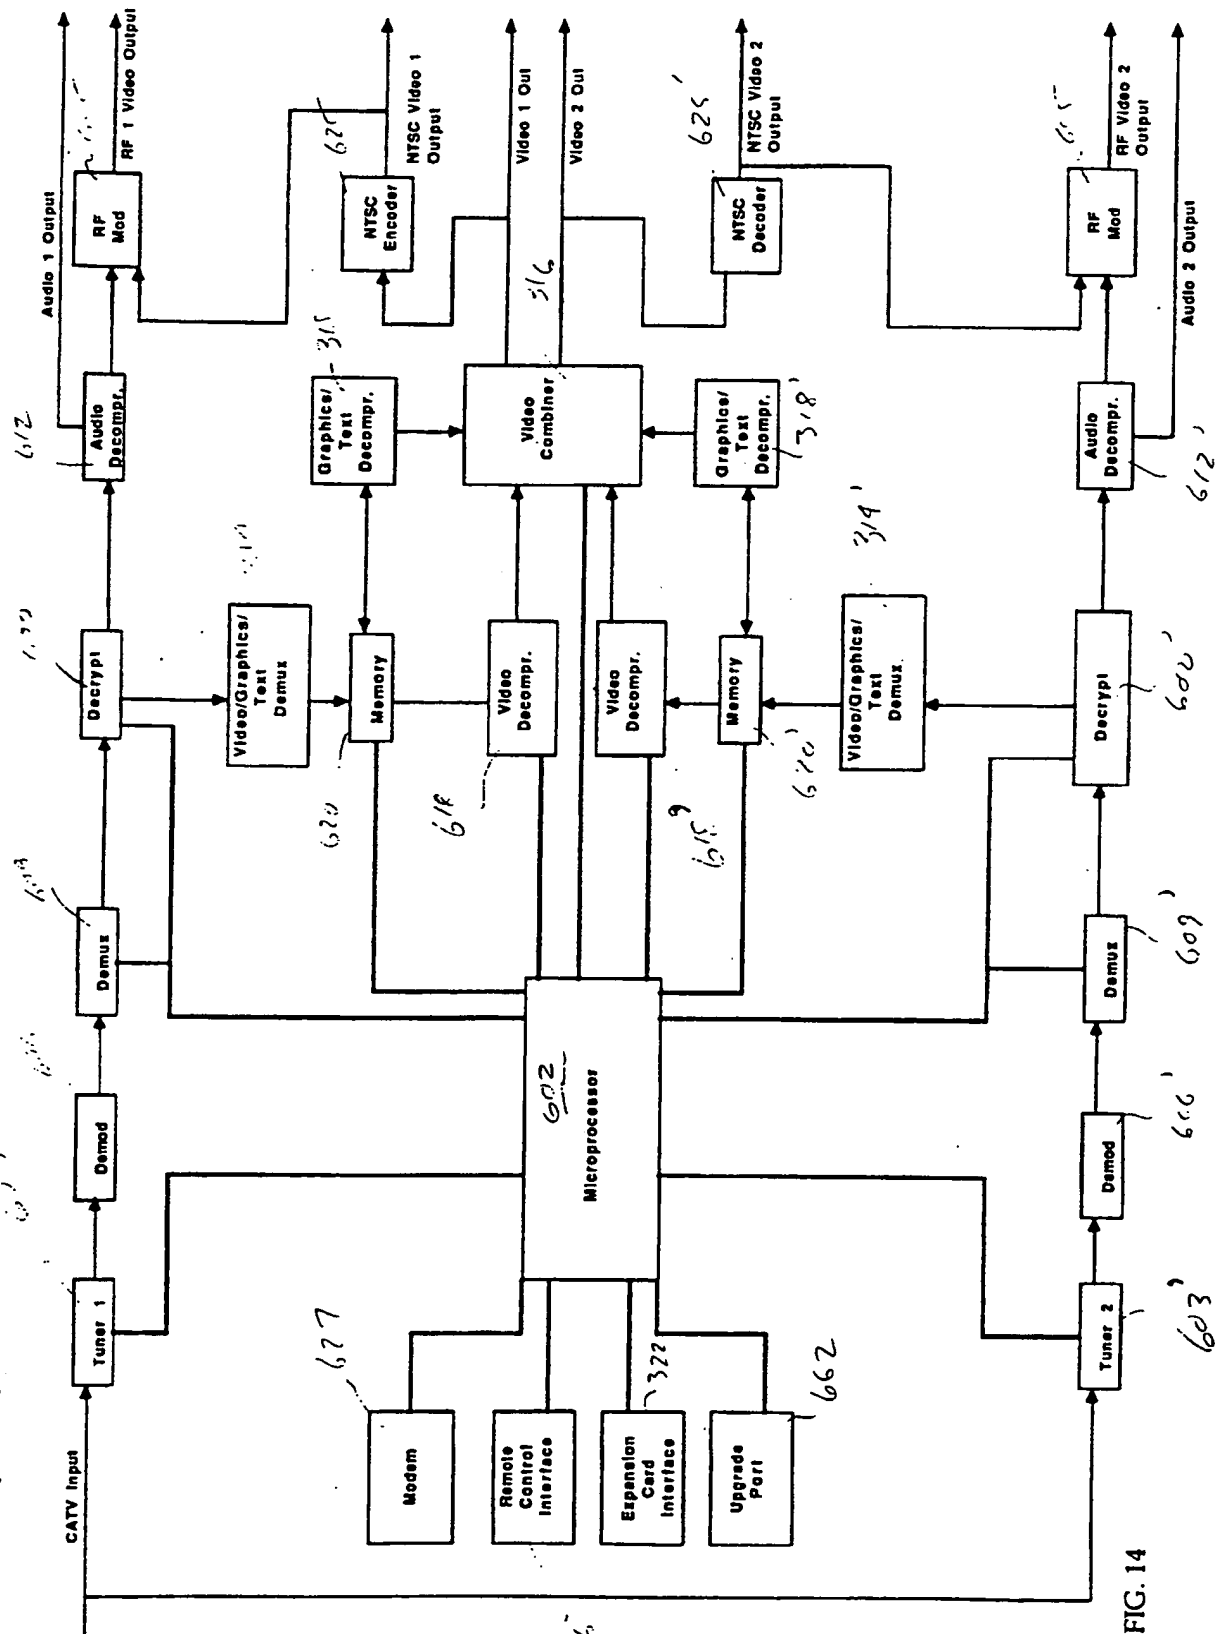 CATV Input
Tuner 1
Demod
Demux
Decrypt
Audio
Decompr.
612
RF
Mod
Audio 1 Output
RF 1 Video Output
Video/Graphics/
Text
Demux
Memory
620
Graphics/
Text
Decompr.
315
NTSC
Encoder
625
NTSC Video 1
Output
Modem
627
Remote
Control
Interface
Expansion
Card
Interface
322
Upgrade
Port
662
602
Microprocessor
Video
Decompr.
618
Video
Decompr.
Video
Combiner
316
Video 1 Out
Video 2 Out
Memory
620'
Graphics/
Text
Decompr.
318'
NTSC
Decoder
625'
NTSC Video 2
Output
Video/Graphics/
Text
Demux
314'
Tuner 2
603'
Demod
606'
Demux
609'
Decrypt
600'
Audio
Decompr.
612'
RF
Mod
RF Video 2
Output
Audio 2 Output
FIG. 14